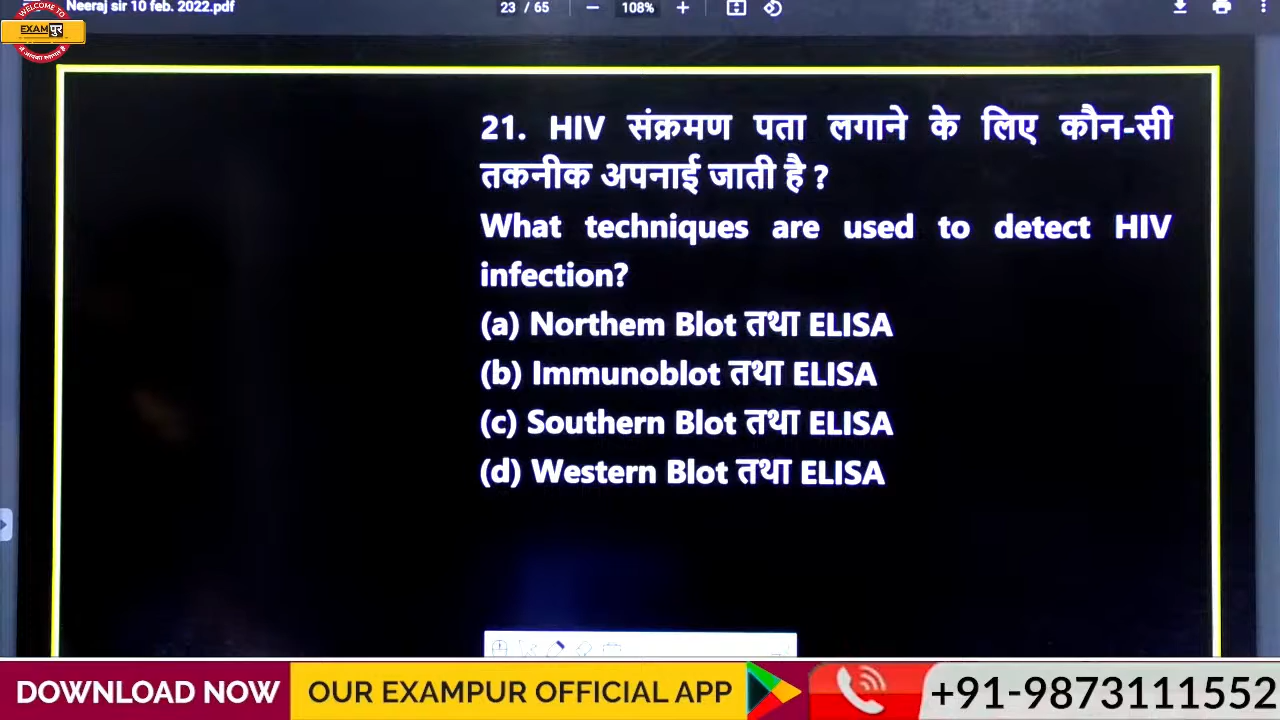 Neeraj sir 10 feb. 2022.pdf
23 / 65
108%
WELCOME TO
EXAMपुर
21. HIV संक्रमण पता लगाने के लिए कौन-सी
तकनीक अपनाई जाती है ?
What techniques are used to detect HIV
infection?
(a) Northem Blot तथा ELISA
(b) Immunoblot तथा ELISA
(c) Southern Blot तथा ELISA
(d) Western Blot तथा ELISA
DOWNLOAD NOW
OUR EXAMPUR OFFICIAL APP
+91-9873111552